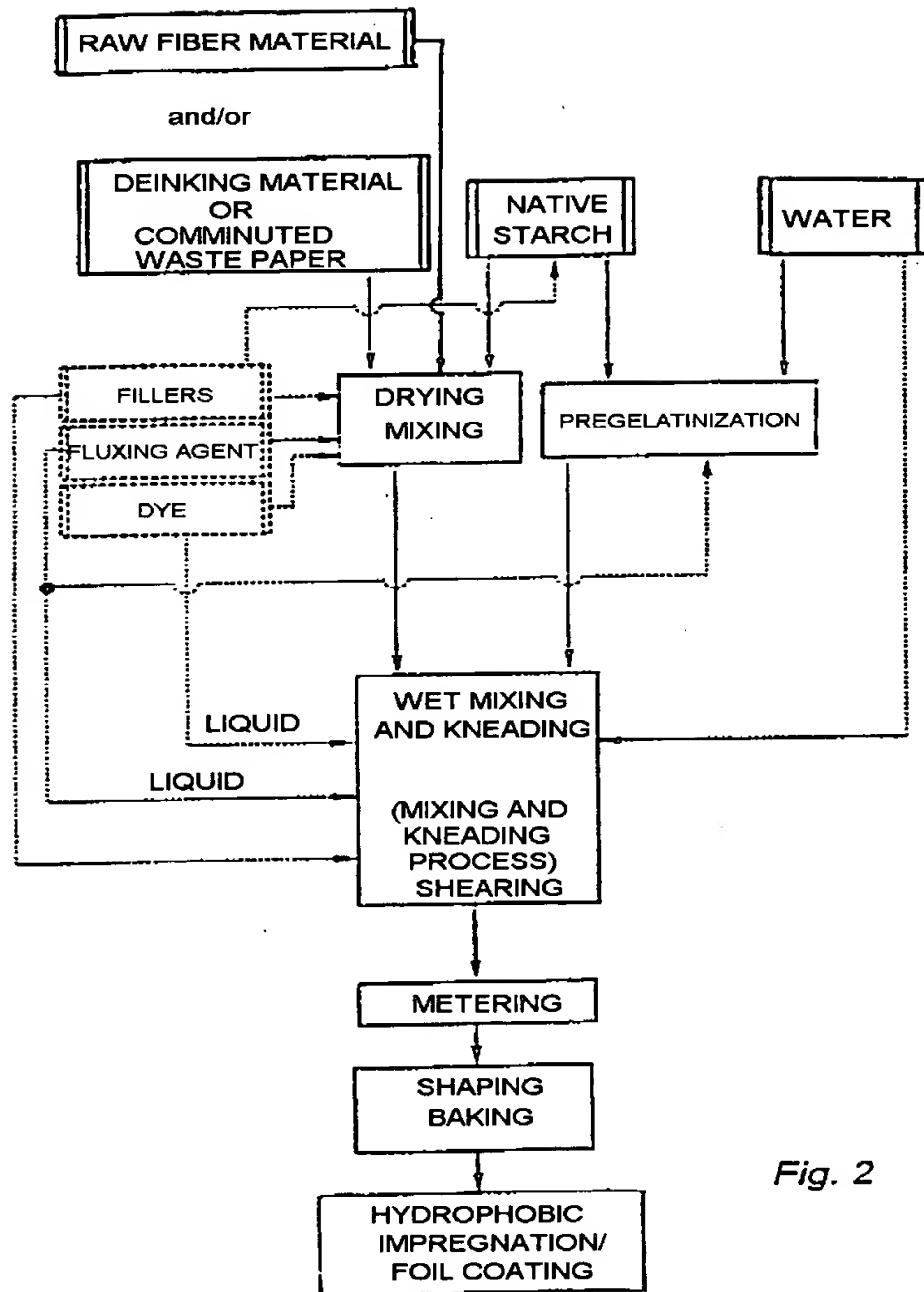 RAW FIBER MATERIAL
and/or
DEINKING MATERIAL
OR
COMMINUTED
WASTE PAPER
NATIVE
STARCH
WATER
FILLERS
FLUXING AGENT
DYE
DRYING
MIXING
PREGELATINIZATION
LIQUID
LIQUID
WET MIXING
AND KNEADING
(MIXING AND
KNEADING
PROCESS)
SHEARING
METERING
SHAPING
BAKING
HYDROPHOBIC
IMPREGNATION/
FOIL COATING
Fig. 2